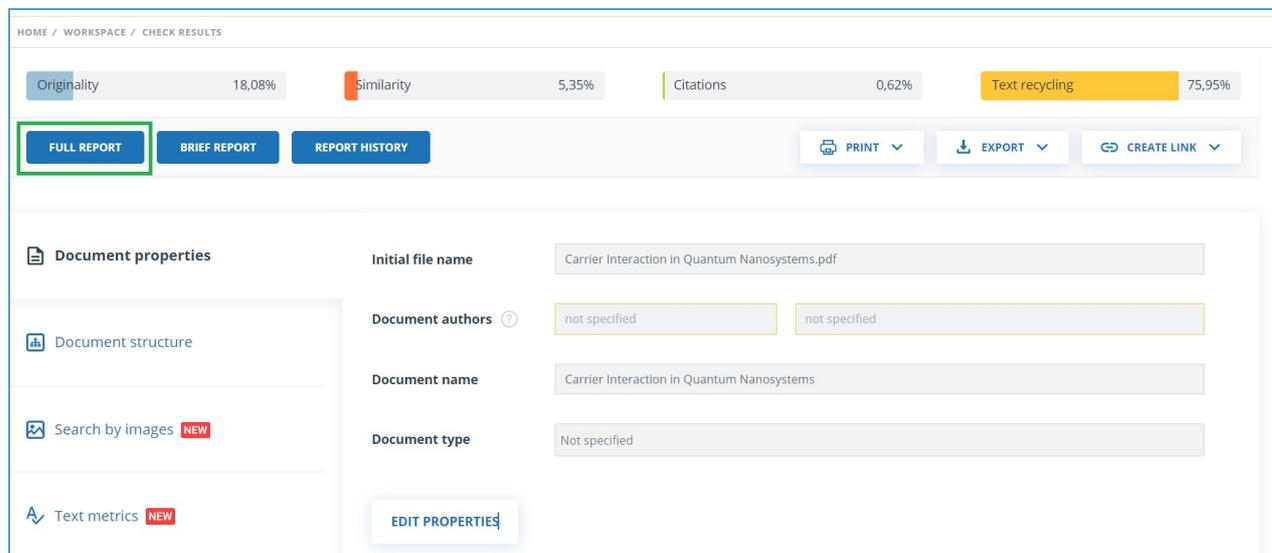 HOME / WORKSPACE / CHECK RESULTS
Originality 18,08% Similarity 5,35% Citations 0,62% Text recycling 75,95%
FULL REPORT BRIEF REPORT REPORT HISTORY PRINT EXPORT CREATE LINK
Document properties
Document structure
Search by images NEW
Text metrics NEW
Initial file name Carrier Interaction in Quantum Nanosystems.pdf
Document authors ? not specified not specified
Document name Carrier Interaction in Quantum Nanosystems
Document type Not specified
EDIT PROPERTIES